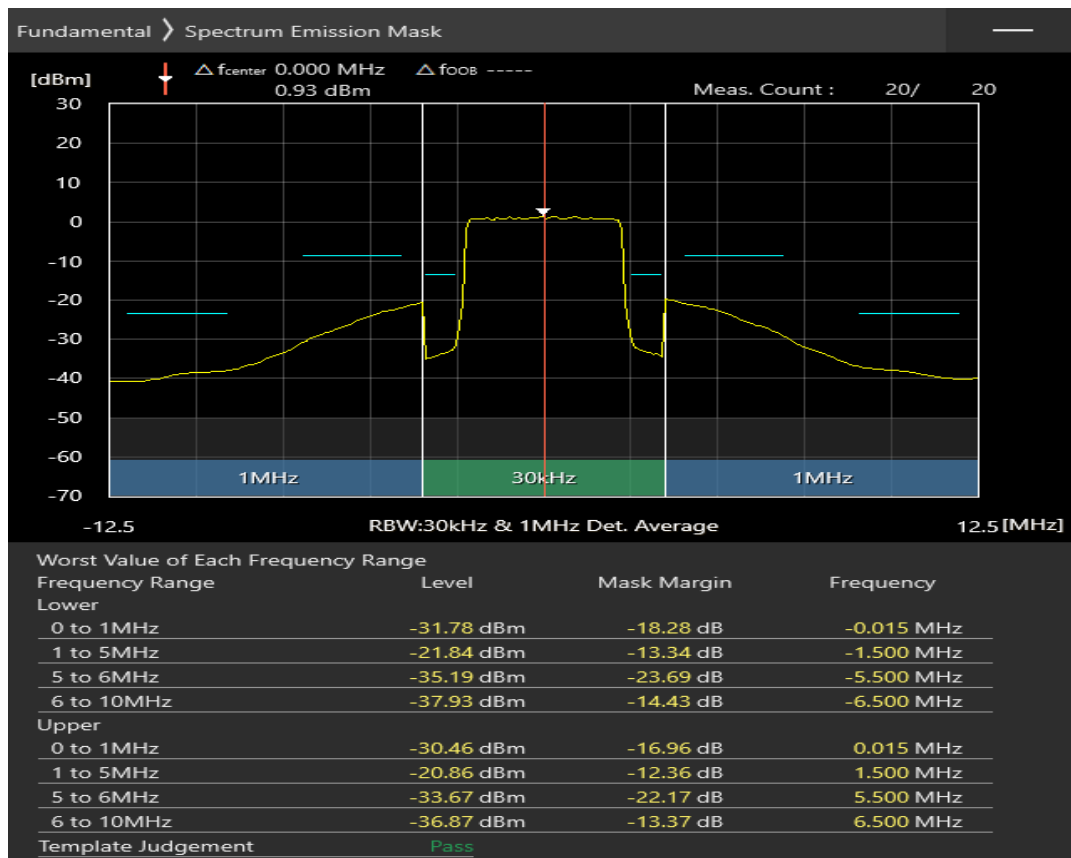 Fundamental ❯ Spectrum Emission Mask
[dBm] △ fcenter 0.000 MHz △ fOOB -----
0.93 dBm Meas. Count : 20/ 20
30
20
10
0
-10
-20
-30
-40
-50
-60
1MHz 30kHz 1MHz
-70
-12.5 RBW:30kHz & 1MHz Det. Average 12.5 [MHz]
Worst Value of Each Frequency Range
Frequency Range Level Mask Margin Frequency
Lower
0 to 1MHz -31.78 dBm -18.28 dB -0.015 MHz
1 to 5MHz -21.84 dBm -13.34 dB -1.500 MHz
5 to 6MHz -35.19 dBm -23.69 dB -5.500 MHz
6 to 10MHz -37.93 dBm -14.43 dB -6.500 MHz
Upper
0 to 1MHz -30.46 dBm -16.96 dB 0.015 MHz
1 to 5MHz -20.86 dBm -12.36 dB 1.500 MHz
5 to 6MHz -33.67 dBm -22.17 dB 5.500 MHz
6 to 10MHz -36.87 dBm -13.37 dB 6.500 MHz
Template Judgement Pass